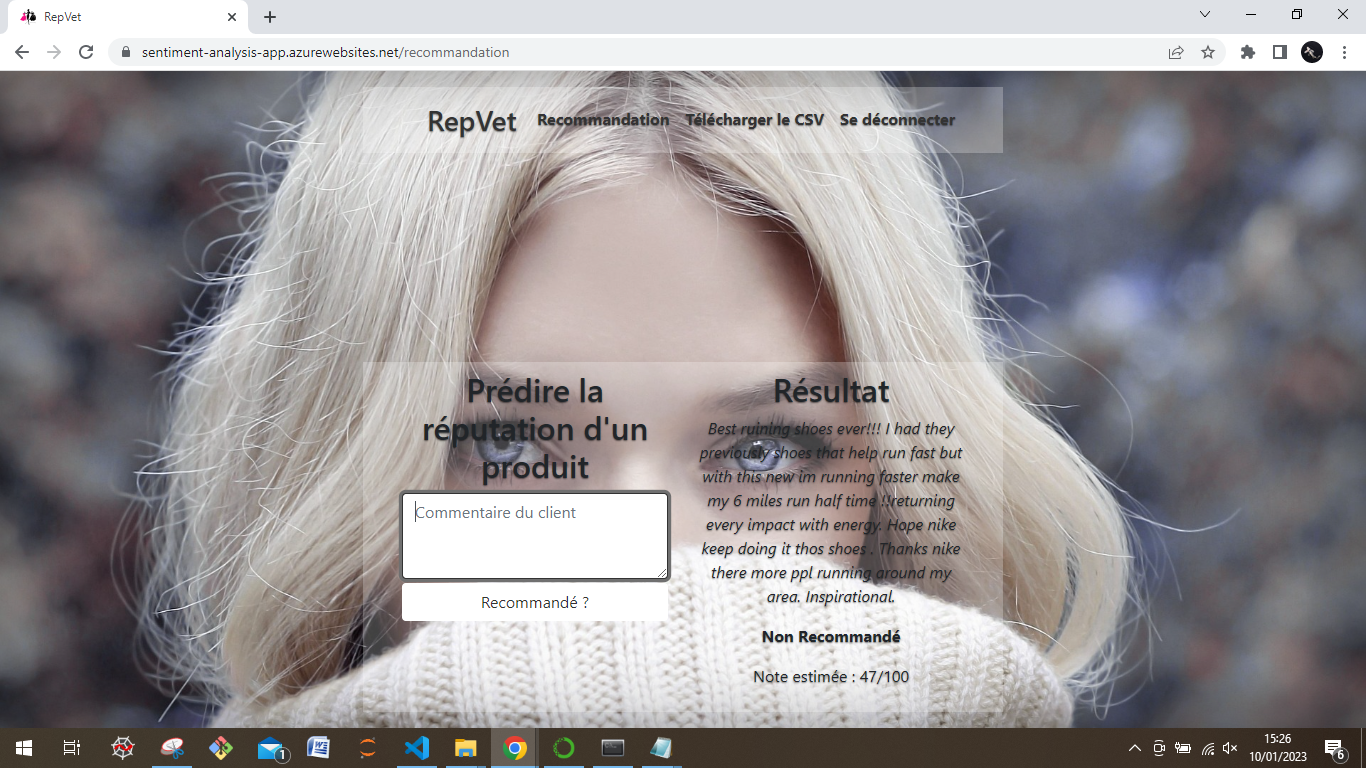 RepVet
sentiment-analysis-app.azurewebsites.net/recommandation
RepVet Recommandation Télécharger le CSV Se déconnecter
Prédire la
réputation d'un
produit
Commentaire du client
Recommandé ?
Résultat
Best ruining shoes ever!!! I had they
previously shoes that help run fast but
with this new im running faster make
my 6 miles run half time !!returning
every impact with energy. Hope nike
keep doing it thos shoes . Thanks nike
there more ppl running around my
area. Inspirational.
Non Recommandé
Note estimée : 47/100
1
15:26
10/01/2023
6